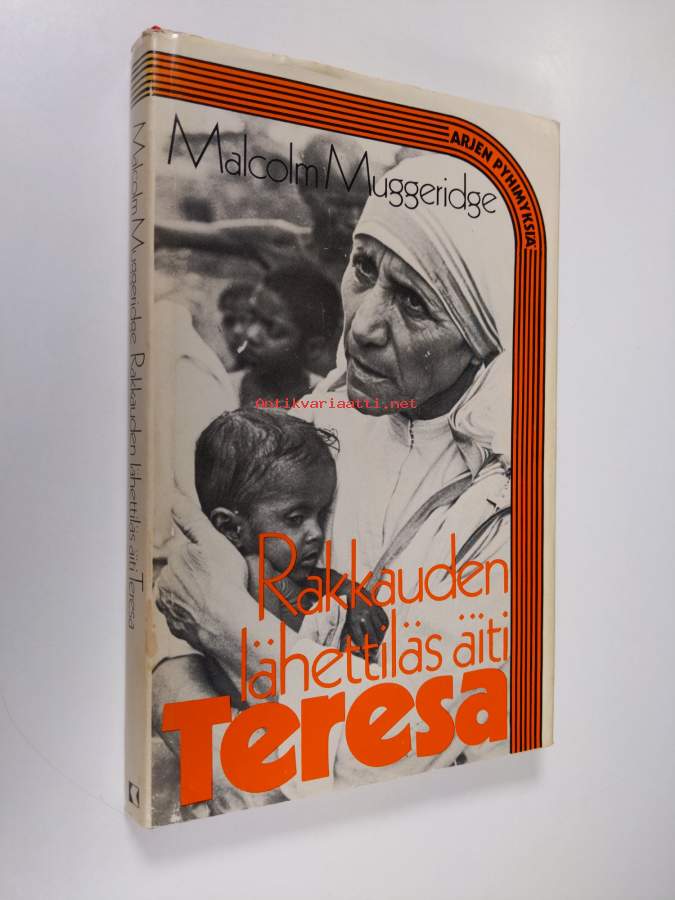 Malcolm Muggeridge
ARJEN PYHIMYKSIÄ
Antikvariaatti.net
Rakkauden
lähettiläs äiti
Teresa
Malcolm Muggeridge Rakkauden lähettiläs äiti Teresa